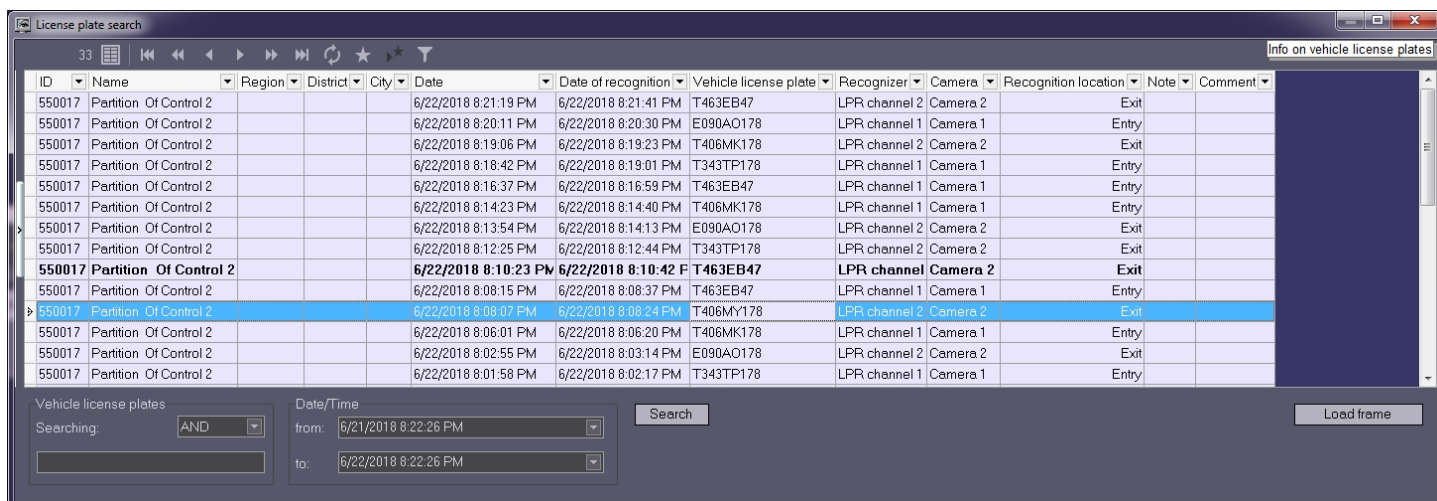 License plate search
33
Info on vehicle license plates
ID Name Region District City Date Date of recognition Vehicle license plate Recognizer Camera Recognition location Note Comment
550017 Partition Of Control 2 6/22/2018 8:21:19 PM 6/22/2018 8:21:41 PM T463EB47 LPR channel 2 Camera 2 Exit
550017 Partition Of Control 2 6/22/2018 8:20:11 PM 6/22/2018 8:20:30 PM E090AO178 LPR channel 1 Camera 1 Entry
550017 Partition Of Control 2 6/22/2018 8:19:06 PM 6/22/2018 8:19:23 PM T406MK178 LPR channel 2 Camera 2 Exit
550017 Partition Of Control 2 6/22/2018 8:18:42 PM 6/22/2018 8:19:01 PM T343TP178 LPR channel 1 Camera 1 Entry
550017 Partition Of Control 2 6/22/2018 8:16:37 PM 6/22/2018 8:16:59 PM T463EB47 LPR channel 1 Camera 1 Entry
550017 Partition Of Control 2 6/22/2018 8:14:23 PM 6/22/2018 8:14:40 PM T406MK178 LPR channel 1 Camera 1 Entry
550017 Partition Of Control 2 6/22/2018 8:13:54 PM 6/22/2018 8:14:13 PM E090AO178 LPR channel 2 Camera 2 Exit
550017 Partition Of Control 2 6/22/2018 8:12:25 PM 6/22/2018 8:12:44 PM T343TP178 LPR channel 2 Camera 2 Exit
550017 Partition Of Control 2 6/22/2018 8:10:23 PM 6/22/2018 8:10:42 P T463EB47 LPR channel Camera 2 Exit
550017 Partition Of Control 2 6/22/2018 8:08:15 PM 6/22/2018 8:08:37 PM T463EB47 LPR channel 1 Camera 1 Entry
550017 Partition Of Control 2 6/22/2018 8:08:07 PM 6/22/2018 8:08:24 PM T406MY178 LPR channel 2 Camera 2 Exit
550017 Partition Of Control 2 6/22/2018 8:06:01 PM 6/22/2018 8:06:20 PM T406MK178 LPR channel 1 Camera 1 Entry
550017 Partition Of Control 2 6/22/2018 8:02:55 PM 6/22/2018 8:03:14 PM E090AO178 LPR channel 2 Camera 2 Exit
550017 Partition Of Control 2 6/22/2018 8:01:58 PM 6/22/2018 8:02:17 PM T343TP178 LPR channel 1 Camera 1 Entry
Vehicle license plates Date/Time
Searching: AND from: 6/21/2018 8:22:26 PM Search Load frame
to: 6/22/2018 8:22:26 PM